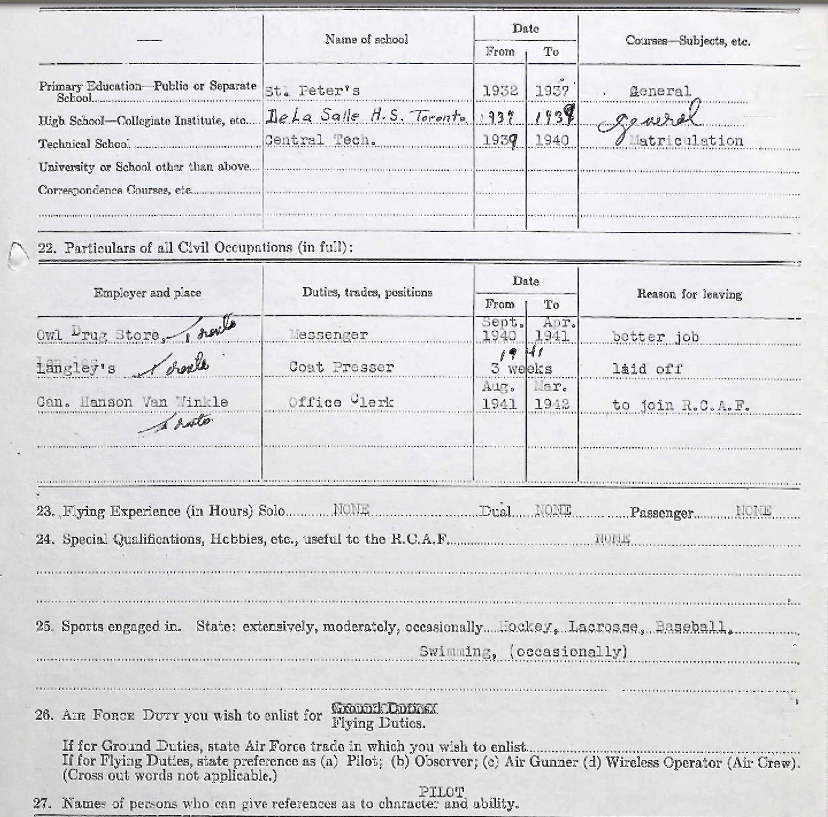 Name of school
Date
From To
Courses—Subjects, etc.
Primary Education—Public or Separate
School St. Peter's 1932 1937 General
High School—Collegiate Institute, etc. De La Salle H.S. Toronto 1937 1939 general
Technical School Central Tech. 1939 1940 Matriculation
University or School other than above
Correspondence Courses, etc.
22. Particulars of all Civil Occupations (in full):
Employer and place
Duties, trades, positions
Date
From To
Reason for leaving
Sept. Apr.
Owl Drug Store, Toronto Messenger 1940 1941 better job
1941
Langley's Toronto Coat Presser 3 weeks laid off
Aug. Mar.
Can. Hanson Van Winkle Office Clerk 1941 1942 to join R.C.A.F.
Toronto
23. Flying Experience (in Hours) Solo NONE Dual NONE Passenger NONE
24. Special Qualifications, Hobbies, etc., useful to the R.C.A.F. NONE
25. Sports engaged in. State: extensively, moderately, occasionally Hockey, Lacrosse, Baseball,
Swimming, (occasionally)
26. AIR FORCE DUTY you wish to enlist for Ground Duties
Flying Duties.
If for Ground Duties, state Air Force trade in which you wish to enlist
If for Flying Duties, state preference as (a) Pilot; (b) Observer; (c) Air Gunner (d) Wireless Operator (Air Crew).
(Cross out words not applicable.)
PILOT
27. Names of persons who can give references as to character and ability.